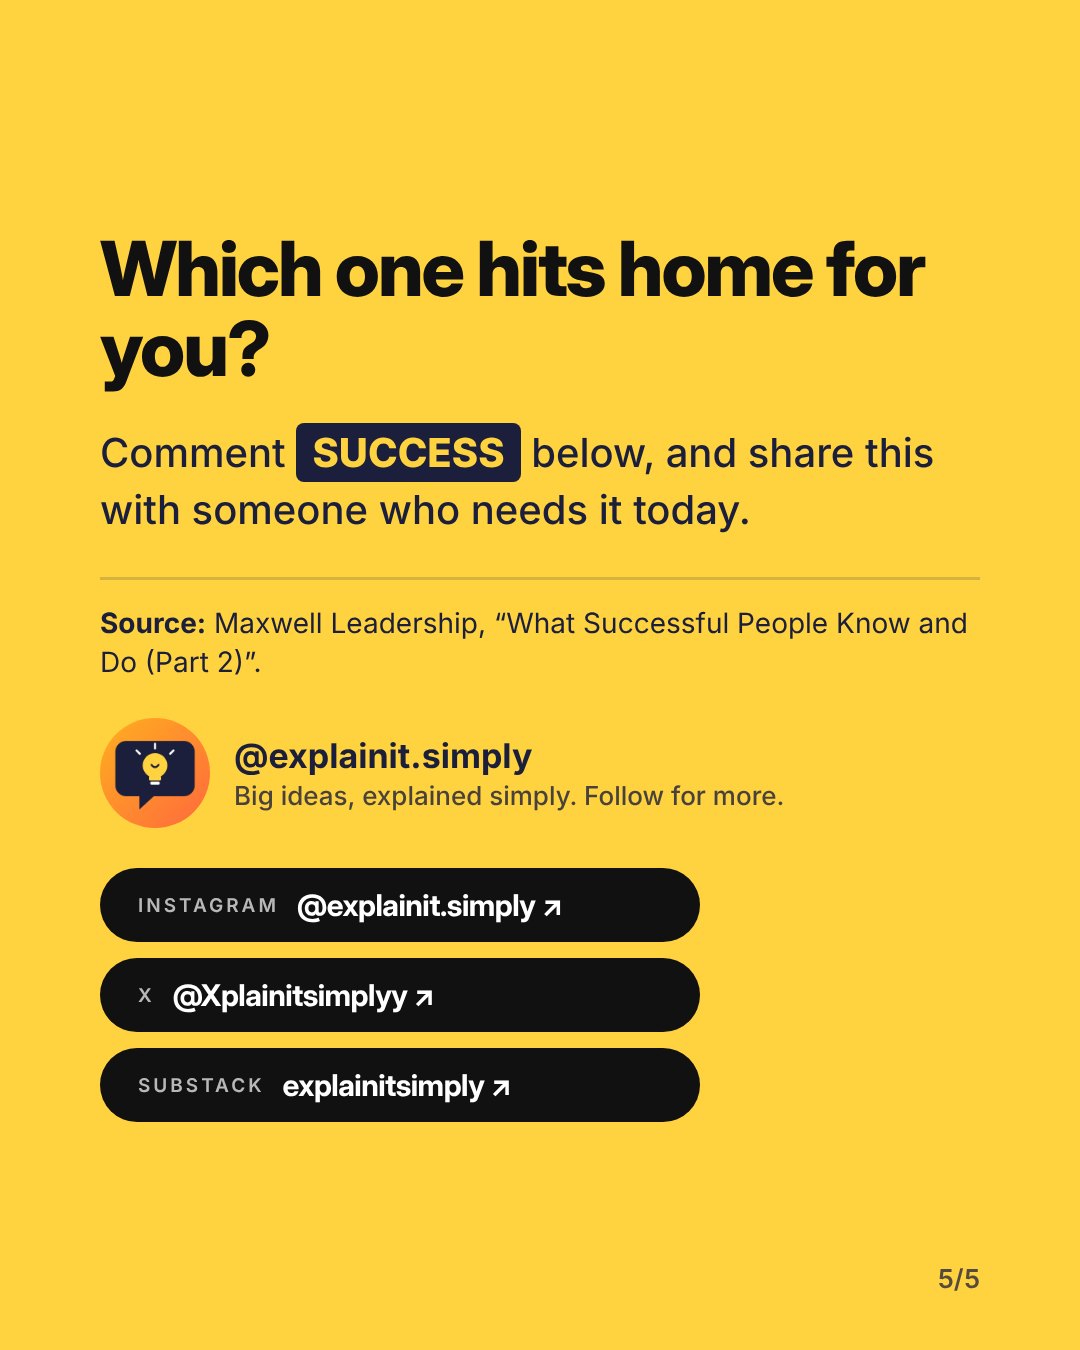 Which one hits home for
you?
Comment SUCCESS below, and share this
with someone who needs it today.
Source: Maxwell Leadership, “What Successful People Know and
Do (Part 2)”.
@explainit.simply
Big ideas, explained simply. Follow for more.
INSTAGRAM @explainit.simply ↗
X @Xplainitsimplyy ↗
SUBSTACK explainitsimply ↗
5/5